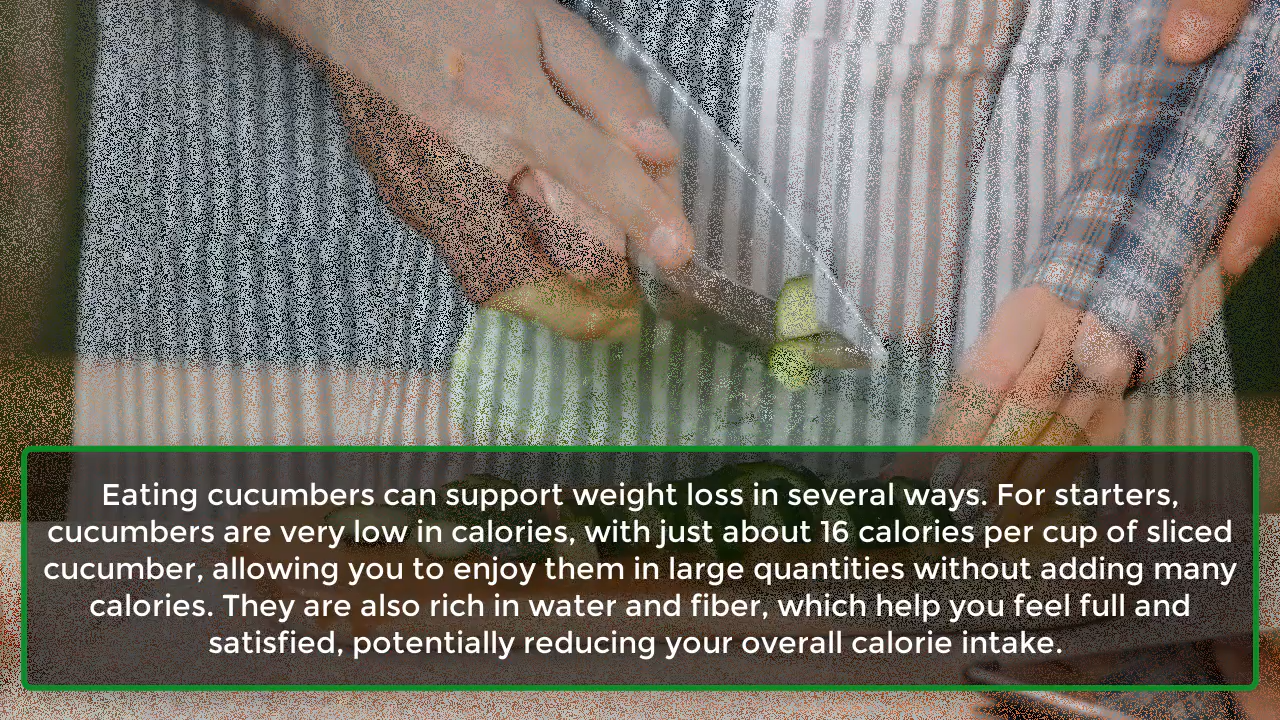 Eating cucumbers can support weight loss in several ways. For starters,
cucumbers are very low in calories, with just about 16 calories per cup of sliced
cucumber, allowing you to enjoy them in large quantities without adding many
calories. They are also rich in water and fiber, which help you feel full and
satisfied, potentially reducing your overall calorie intake.